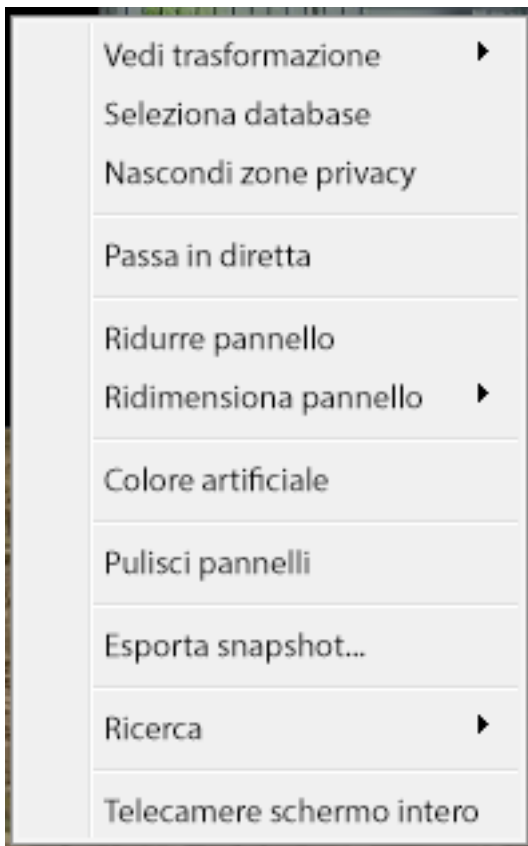 Vedi trasformazione
Seleziona database
Nascondi zone privacy
Passa in diretta
Ridurre pannello
Ridimensiona pannello
Colore artificiale
Pulisci pannelli
Esporta snapshot...
Ricerca
Telecamere schermo intero